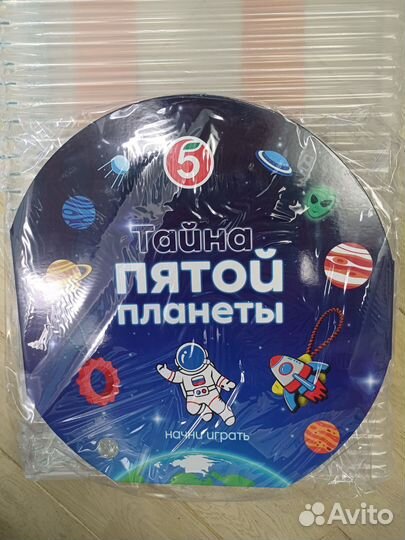 5
Тайна
пятой
планеты
начни играть
Avito